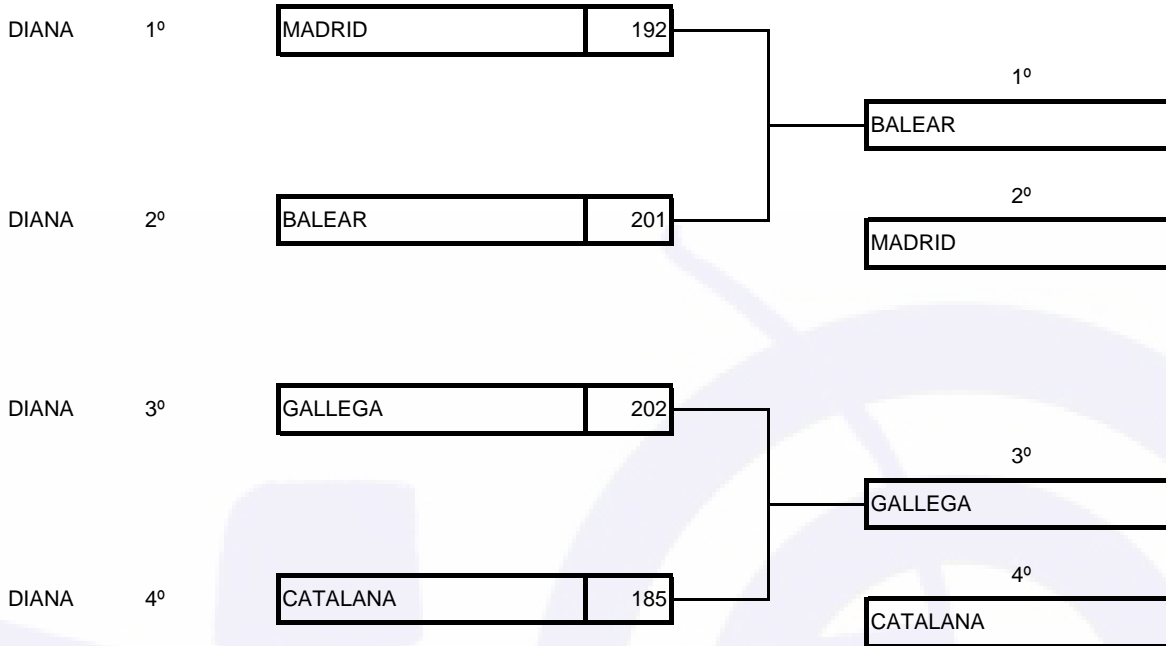 DIANA 1º MADRID 192
1º
BALEAR
2º
DIANA 2º BALEAR 201
MADRID
DIANA 3º GALLEGA 202
3º
GALLEGA
4º
DIANA 4º CATALANA 185
CATALANA